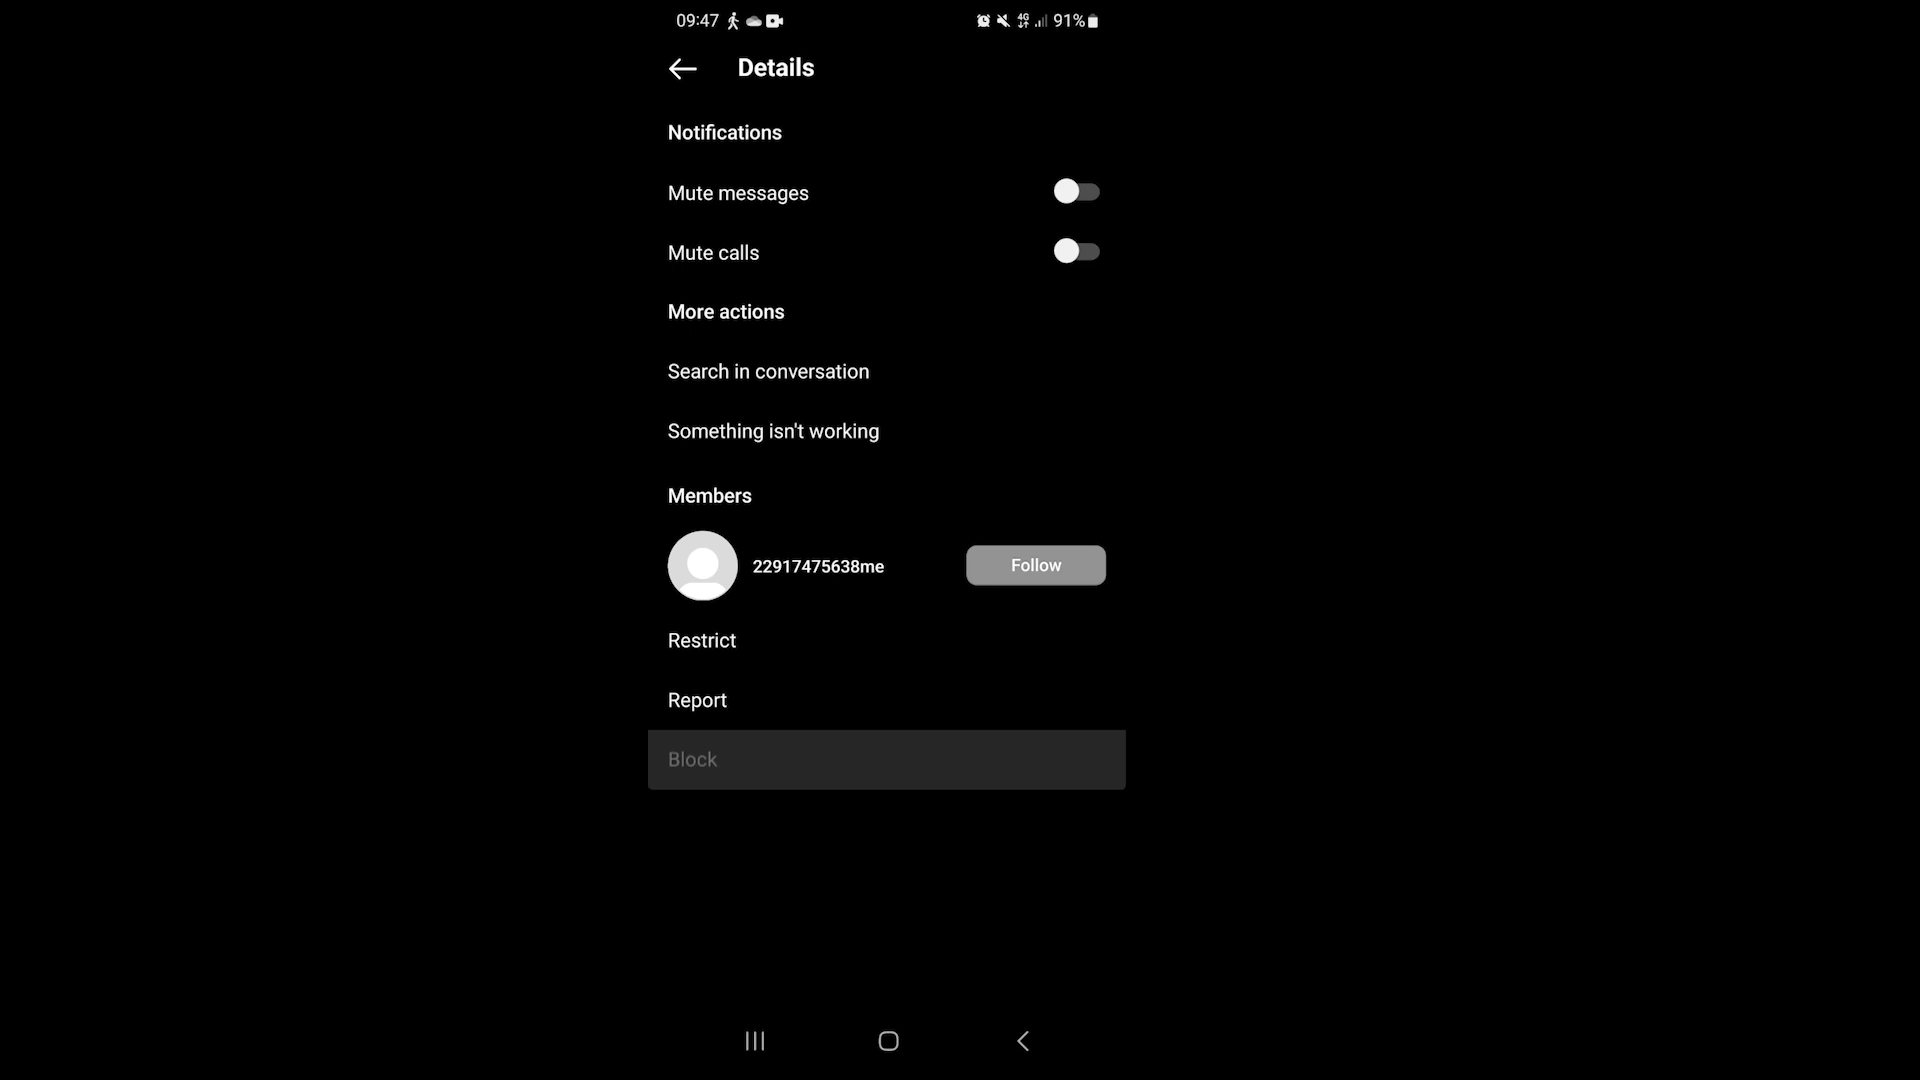 09:47 4G 91%
Details
Notifications
Mute messages
Mute calls
More actions
Search in conversation
Something isn't working
Members
22917475638me Follow
Restrict
Report
Block